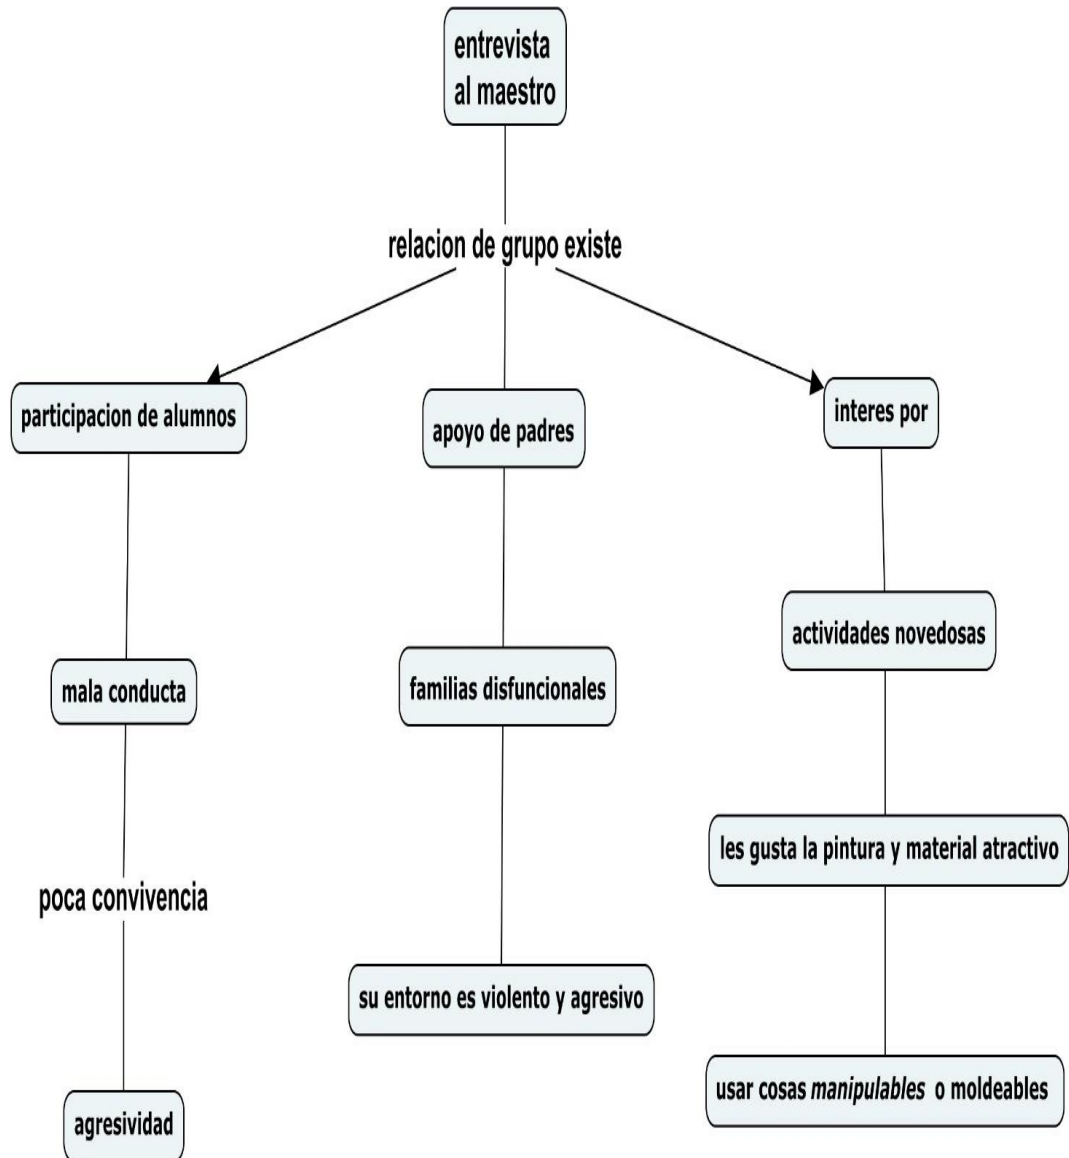 entrevista
al maestro
relacion de grupo existe
participacion de alumnos
apoyo de padres
interes por
actividades novedosas
mala conducta
familias disfuncionales
les gusta la pintura y material atractivo
poca convivencia
su entorno es violento y agresivo
usar cosas manipulables o moldeables
agresividad